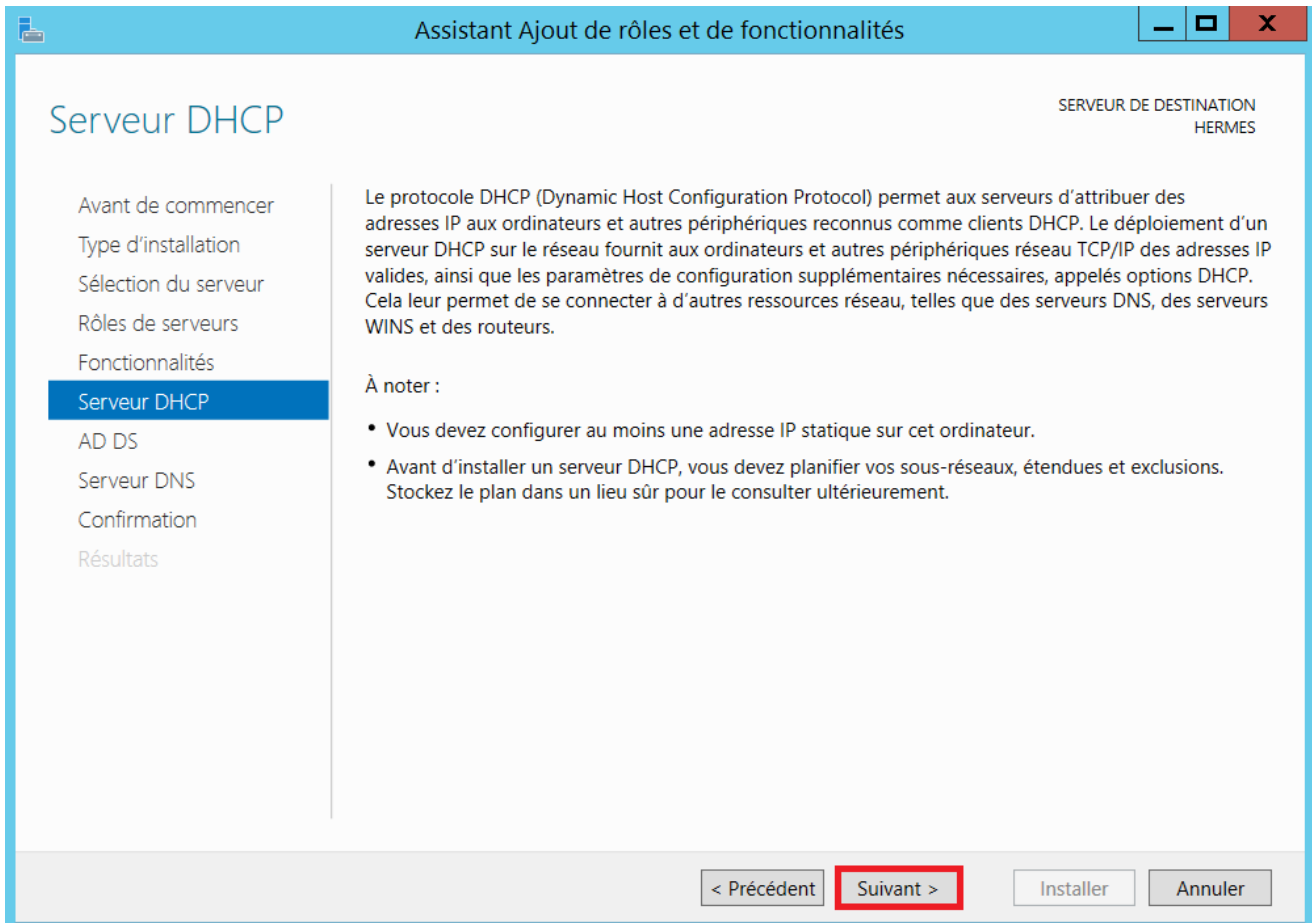 Assistant Ajout de rôles et de fonctionnalités
X
Serveur DHCP
SERVEUR DE DESTINATION
HERMES
Avant de commencer
Type d'installation
Sélection du serveur
Rôles de serveurs
Fonctionnalités
Serveur DHCP
AD DS
Serveur DNS
Confirmation
Résultats
Le protocole DHCP (Dynamic Host Configuration Protocol) permet aux serveurs d'attribuer des
adresses IP aux ordinateurs et autres périphériques reconnus comme clients DHCP. Le déploiement d'un
serveur DHCP sur le réseau fournit aux ordinateurs et autres périphériques réseau TCP/IP des adresses IP
valides, ainsi que les paramètres de configuration supplémentaires nécessaires, appelés options DHCP.
Cela leur permet de se connecter à d'autres ressources réseau, telles que des serveurs DNS, des serveurs
WINS et des routeurs.
À noter :
• Vous devez configurer au moins une adresse IP statique sur cet ordinateur.
• Avant d'installer un serveur DHCP, vous devez planifier vos sous-réseaux, étendues et exclusions.
Stockez le plan dans un lieu sûr pour le consulter ultérieurement.
< Précédent
Suivant >
Installer
Annuler